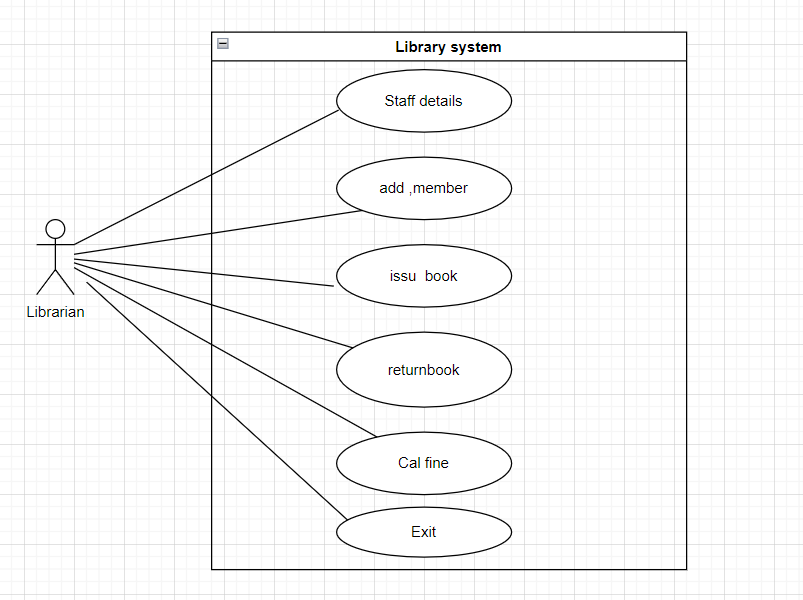 Library system
Staff details
add ,member
issu  book
Librarian
returnbook
Cal fine
Exit